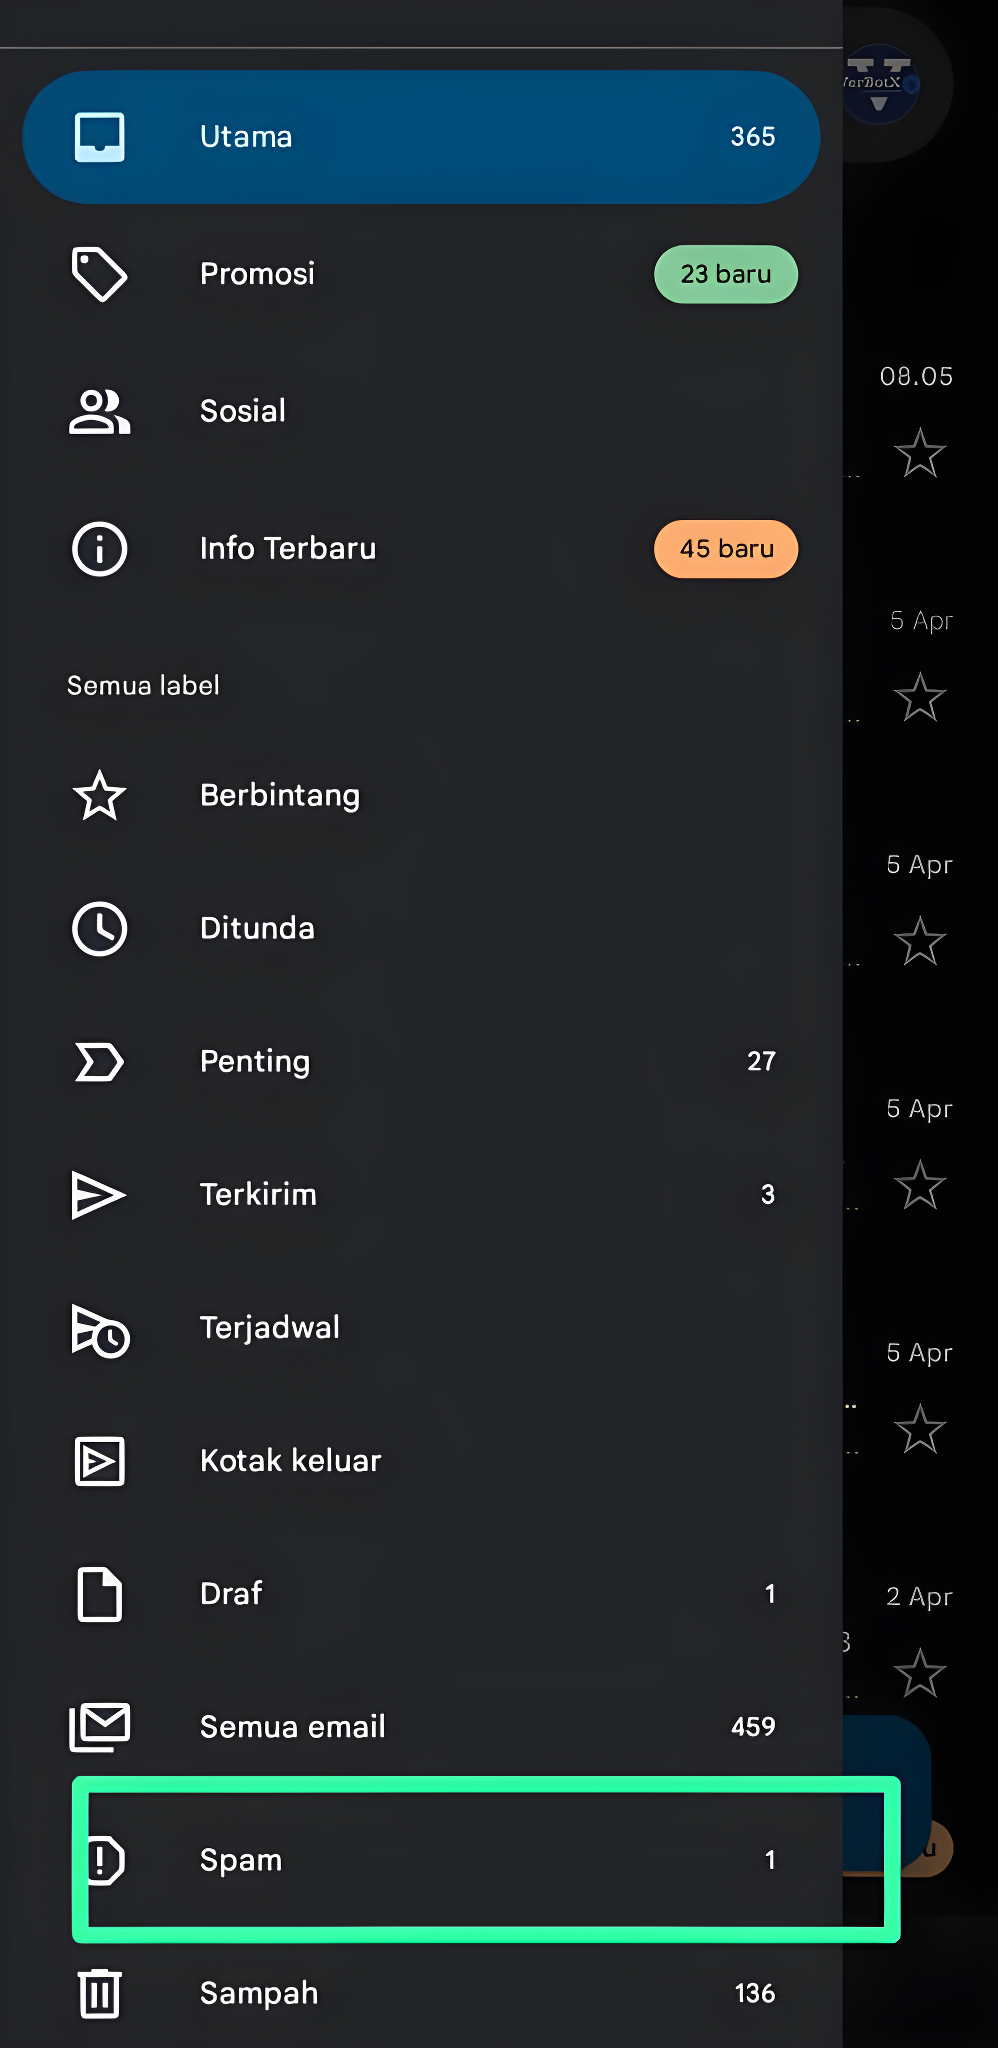 Utama 365
VarDotX
Promosi 23 baru
08.05
Sosial
Info Terbaru 45 baru
5 Apr
Semua label
Berbintang
5 Apr
Ditunda
Penting 27
5 Apr
Terkirim 3
Terjadwal
5 Apr
Kotak keluar
Draf 1
2 Apr
Semua email 459
Spam 1
Sampah 136